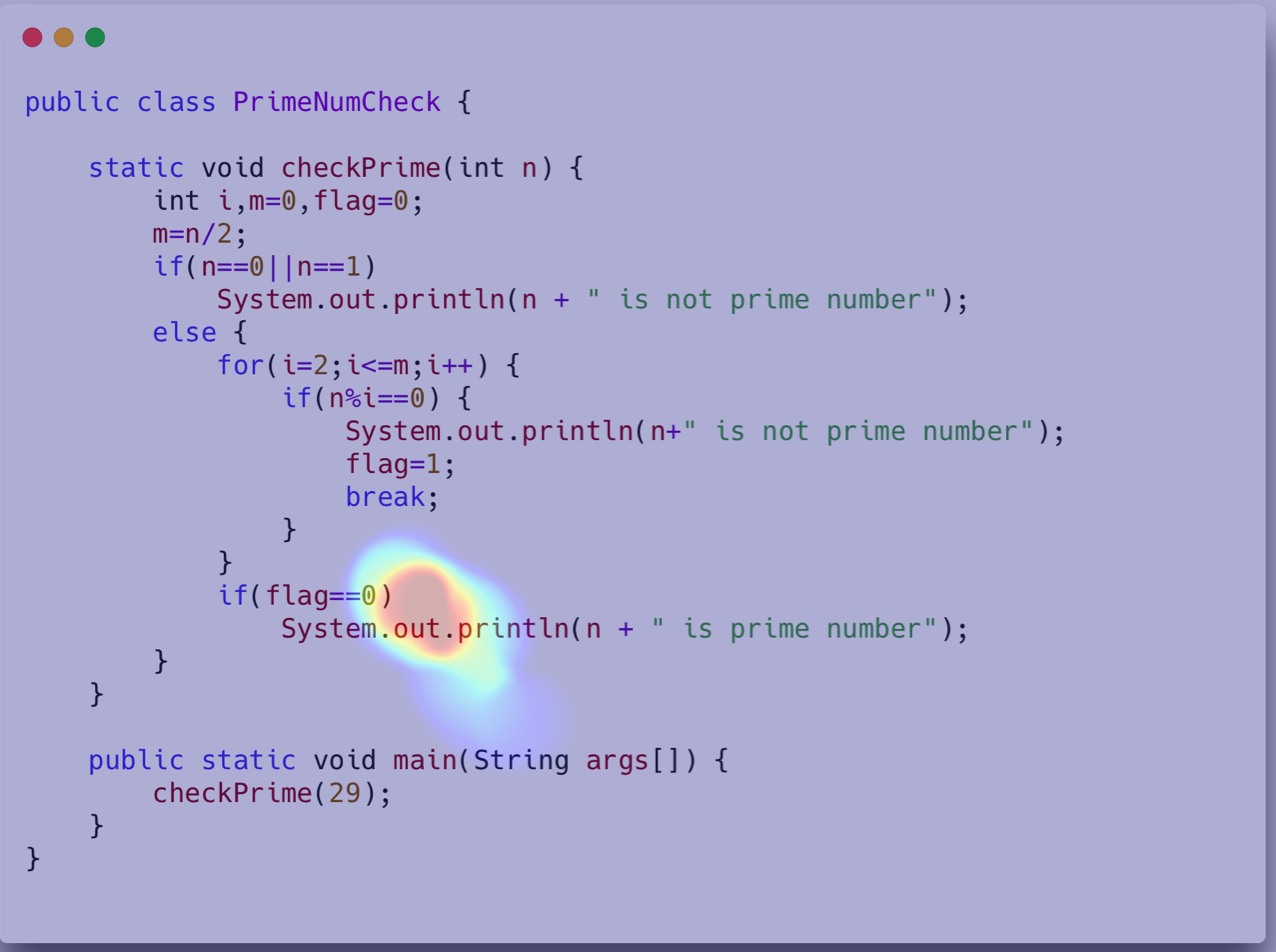 public class PrimeNumCheck {
static void checkPrime(int n) {
int i,m=0,flag=0;
m=n/2;
if(n==0||n==1)
System.out.println(n + " is not prime number");
else {
for(i=2;i<=m;i++) {
if(n%i==0) {
System.out.println(n+" is not prime number");
flag=1;
break;
}
}
if(flag==0)
System.out.println(n + " is prime number");
}
}
public static void main(String args[]) {
checkPrime(29);
}
}